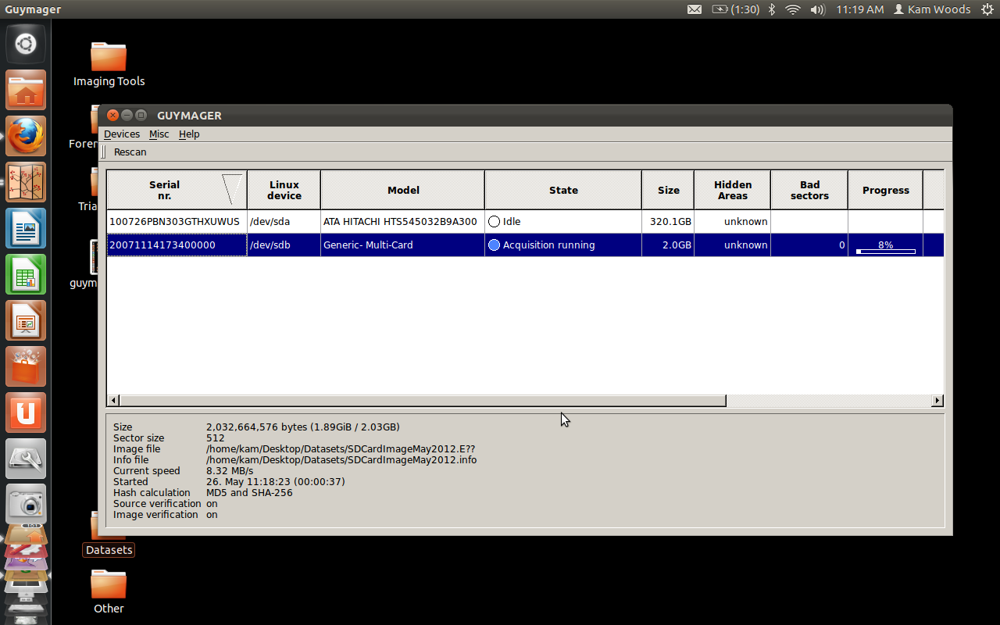 Guymager
(1:30)
11:19 AM
Kam Woods
Imaging Tools
Foren
Tria
guym
Datasets
Other
GUYMAGER
Devices Misc Help
Rescan
Serial nr. Linux device Model State Size Hidden Areas Bad sectors Progress
100726PBN303GTHXUWUS /dev/sda ATA HITACHI HTS545032B9A300 Idle 320.1GB unknown
20071114173400000 /dev/sdb Generic- Multi-Card Acquisition running 2.0GB unknown 0 8%
Size 2,032,664,576 bytes (1.89GiB / 2.03GB)
Sector size 512
Image file /home/kam/Desktop/Datasets/SDCardImageMay2012.E??
Info file /home/kam/Desktop/Datasets/SDCardImageMay2012.info
Current speed 8.32 MB/s
Started 26. May 11:18:23 (00:00:37)
Hash calculation MD5 and SHA-256
Source verification on
Image verification on